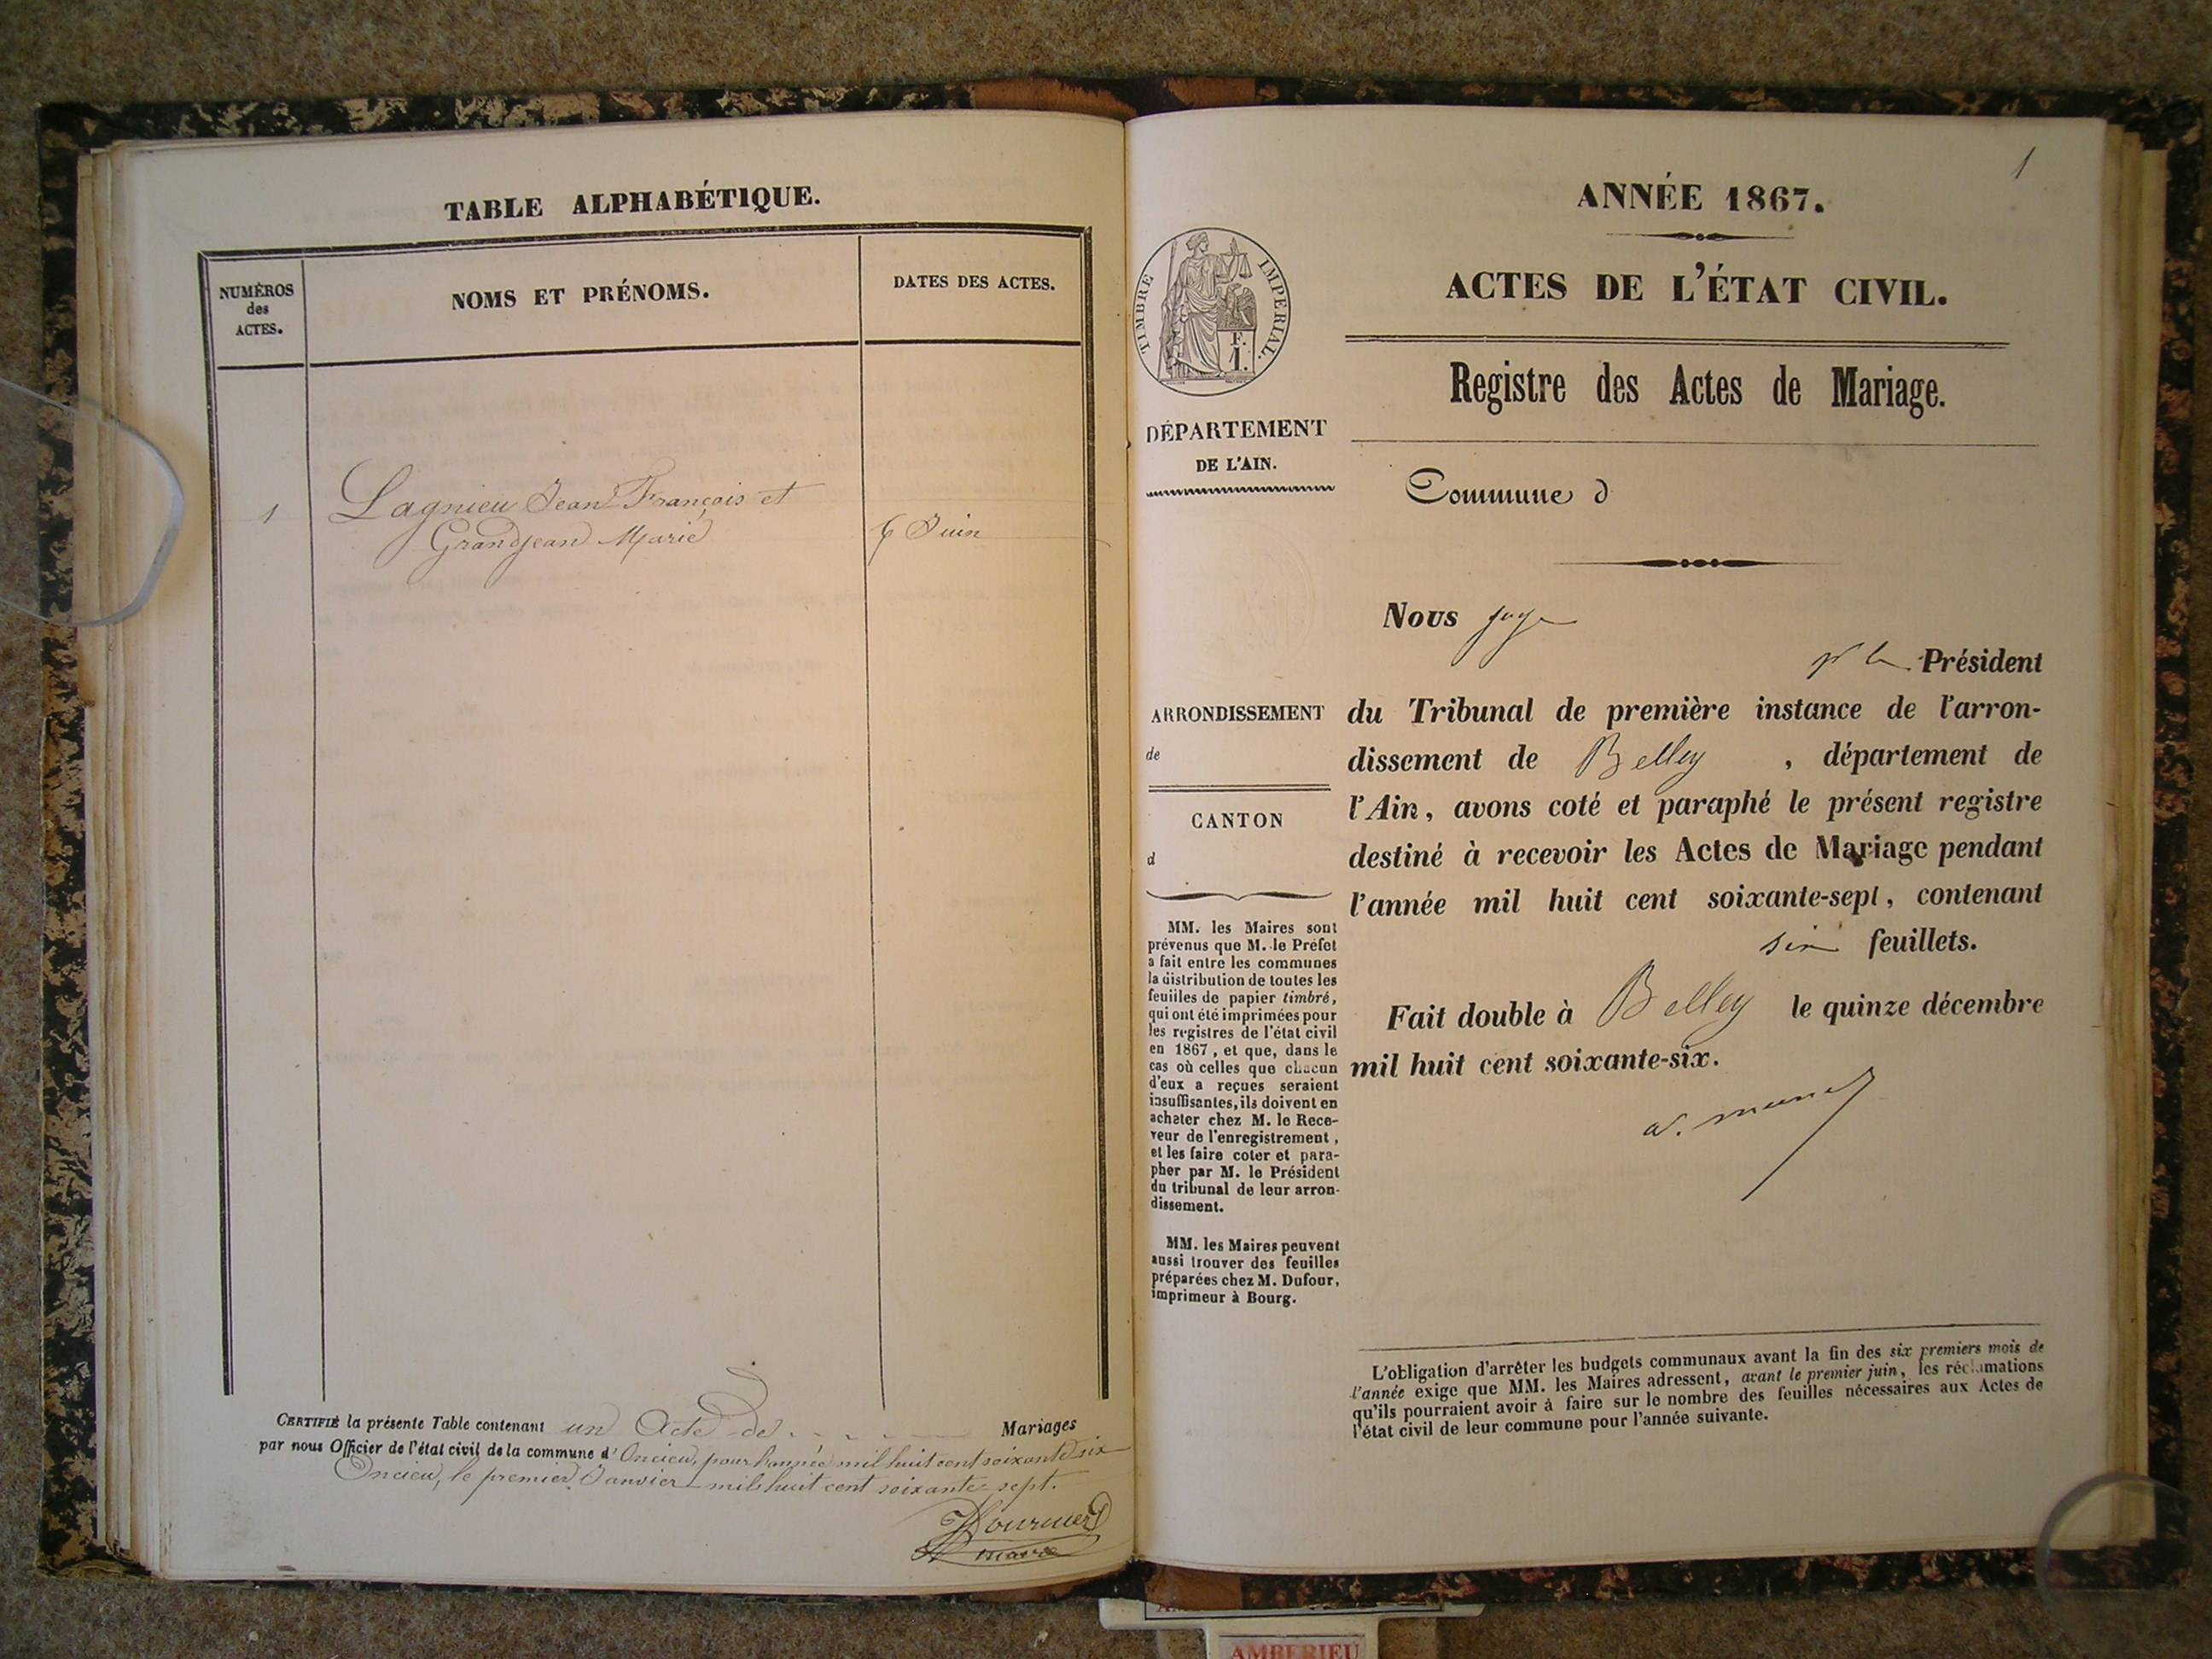 TABLE ALPHABÉTIQUE.
NUMÉROS
des
ACTES.
NOMS ET PRÉNOMS.
DATES DES ACTES.
1
Lagnieu Jean François et
Grandjean Marie
6 Juin
CERTIFIÉ la présente Table contenant un Acte de Mariages
par nous Officier de l'état civil de la commune d'Oncieu, pour l'année mil huit cent soixante six
Oncieu, le premier Janvier mil huit cent soixante-sept.
maire
1
ANNÉE 1867.
ACTES DE L'ÉTAT CIVIL.
Registre des Actes de Mariage.
TIMBRE IMPERIAL.
F.
1.
DÉPARTEMENT
DE L'AIN.
ARRONDISSEMENT
de
CANTON
d
MM. les Maires sont
prévenus que M. le Préfet
a fait entre les communes
la distribution de toutes les
feuilles de papier timbré,
qui ont été imprimées pour
les registres de l'état civil
en 1867, et que, dans le
cas où celles que chacun
d'eux a reçues seraient
insuffisantes, ils doivent en
acheter chez M. le Rece-
veur de l'enregistrement,
et les faire coter et para-
pher par M. le Président
du tribunal de leur arron-
dissement.
MM. les Maires peuvent
aussi trouver des feuilles
préparées chez M. Dufour,
imprimeur à Bourg.
Commune d
Nous juge
pr le Président
du Tribunal de première instance de l'arron-
dissement de Belley, département de
l'Ain, avons coté et paraphé le présent registre
destiné à recevoir les Actes de Mariage pendant
l'année mil huit cent soixante-sept, contenant
six feuillets.
Fait double à Belley le quinze décembre
mil huit cent soixante-six.
L'obligation d'arrêter les budgets communaux avant la fin des six premiers mois de
l'année exige que MM. les Maires adressent, avant le premier juin, les réclamations
qu'ils pourraient avoir à faire sur le nombre des feuilles nécessaires aux Actes de
l'état civil de leur commune pour l'année suivante.
AMBERIEU